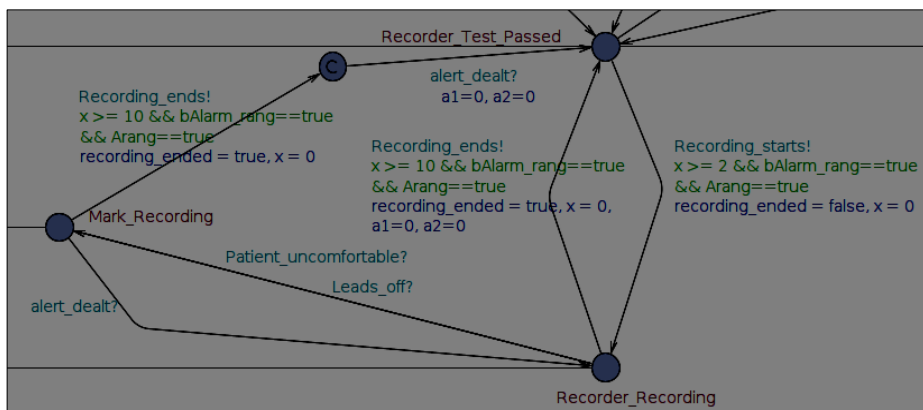 Recorder_Test_Passed
C
alert_dealt?
a1=0, a2=0
Recording_ends!
x >= 10 && bAlarm_rang==true
&& Arang==true
recording_ended = true, x = 0
Recording_ends!
x >= 10 && bAlarm_rang==true
&& Arang==true
recording_ended = true, x = 0,
a1=0, a2=0
Recording_starts!
x >= 2 && bAlarm_rang==true
&& Arang==true
recording_ended = false, x = 0
Mark_Recording
Patient_uncomfortable?
Leads_off?
alert_dealt?
Recorder_Recording